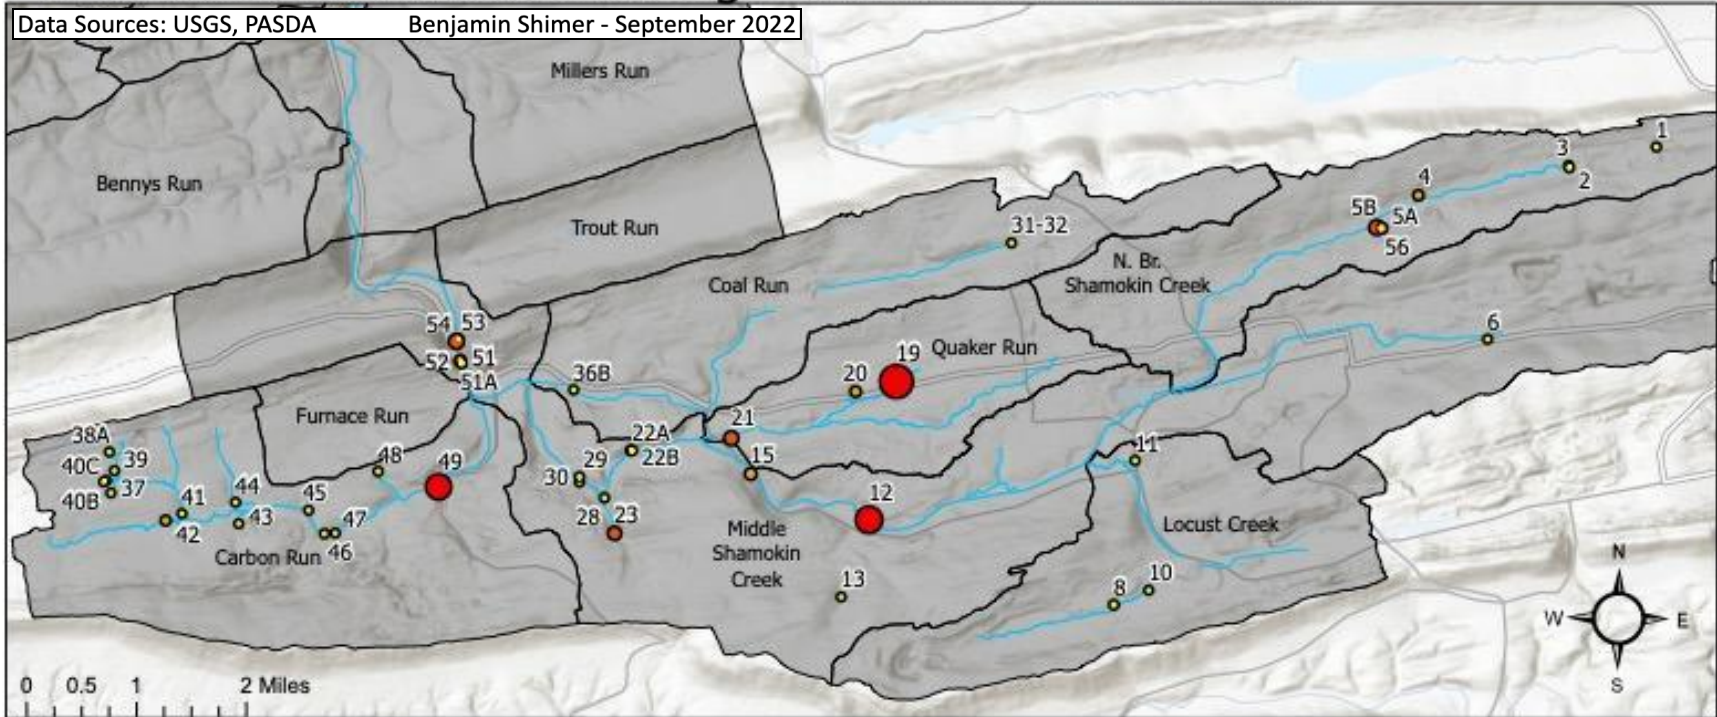 Data Sources: USGS, PASDA Benjamin Shimer - September 2022
Millers Run
Bennys Run
Trout Run
Coal Run
N. Br.
Shamokin Creek
Quaker Run
Furnace Run
Middle
Shamokin
Creek
Locust Creek
Carbon Run
1
3
2
4
5B
5A
56
31-32
6
54
53
52
51
51A
36B
20
19
21
22A
22B
15
11
38A
39
40C
40B
37
41
42
44
43
45
47
46
48
49
29
30
28
23
12
13
8
10
N
W
E
S
0 0.5 1 2 Miles